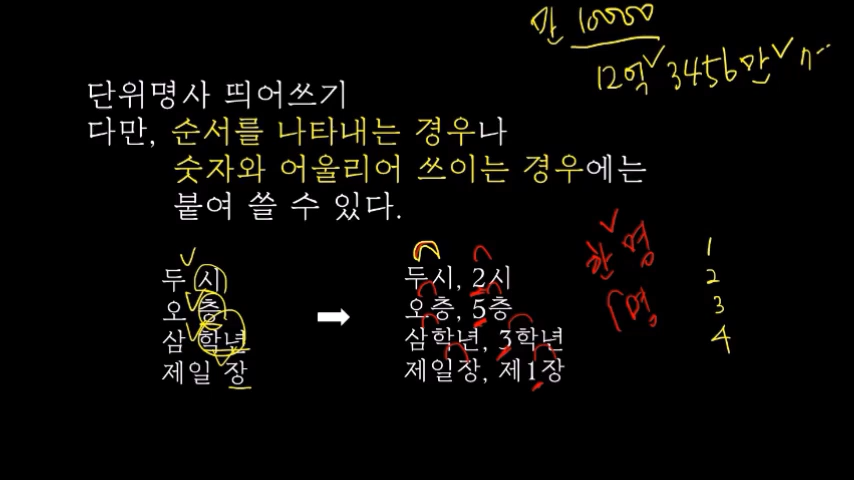 만 10000
12억 3456만
단위명사 띄어쓰기
다만, 순서를 나타내는 경우나
숫자와 어울리어 쓰이는 경우에는
붙여 쓸 수 있다.
두 시
오 층
삼 학년
제일 장
두시, 2시
오층, 5층
삼학년, 3학년
제일장, 제1장
한 명
1명
1
2
3
4